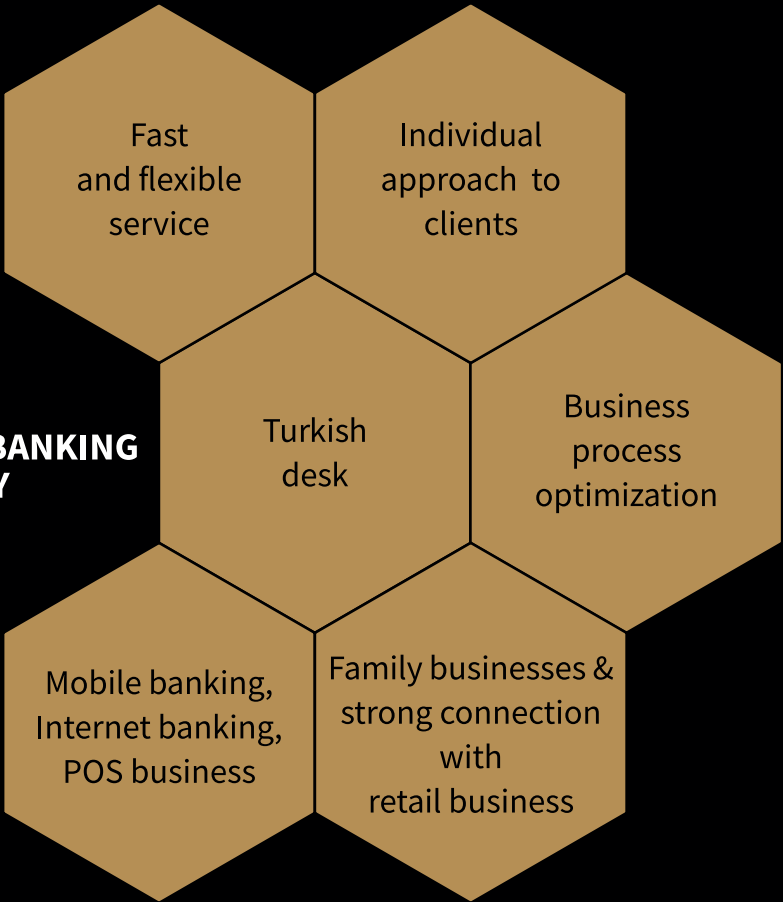 Fast
and flexible
service
Individual
approach to
clients
BANKING
Y
Turkish
desk
Business
process
optimization
Mobile banking,
Internet banking,
POS business
Family businesses &
strong connection
with
retail business